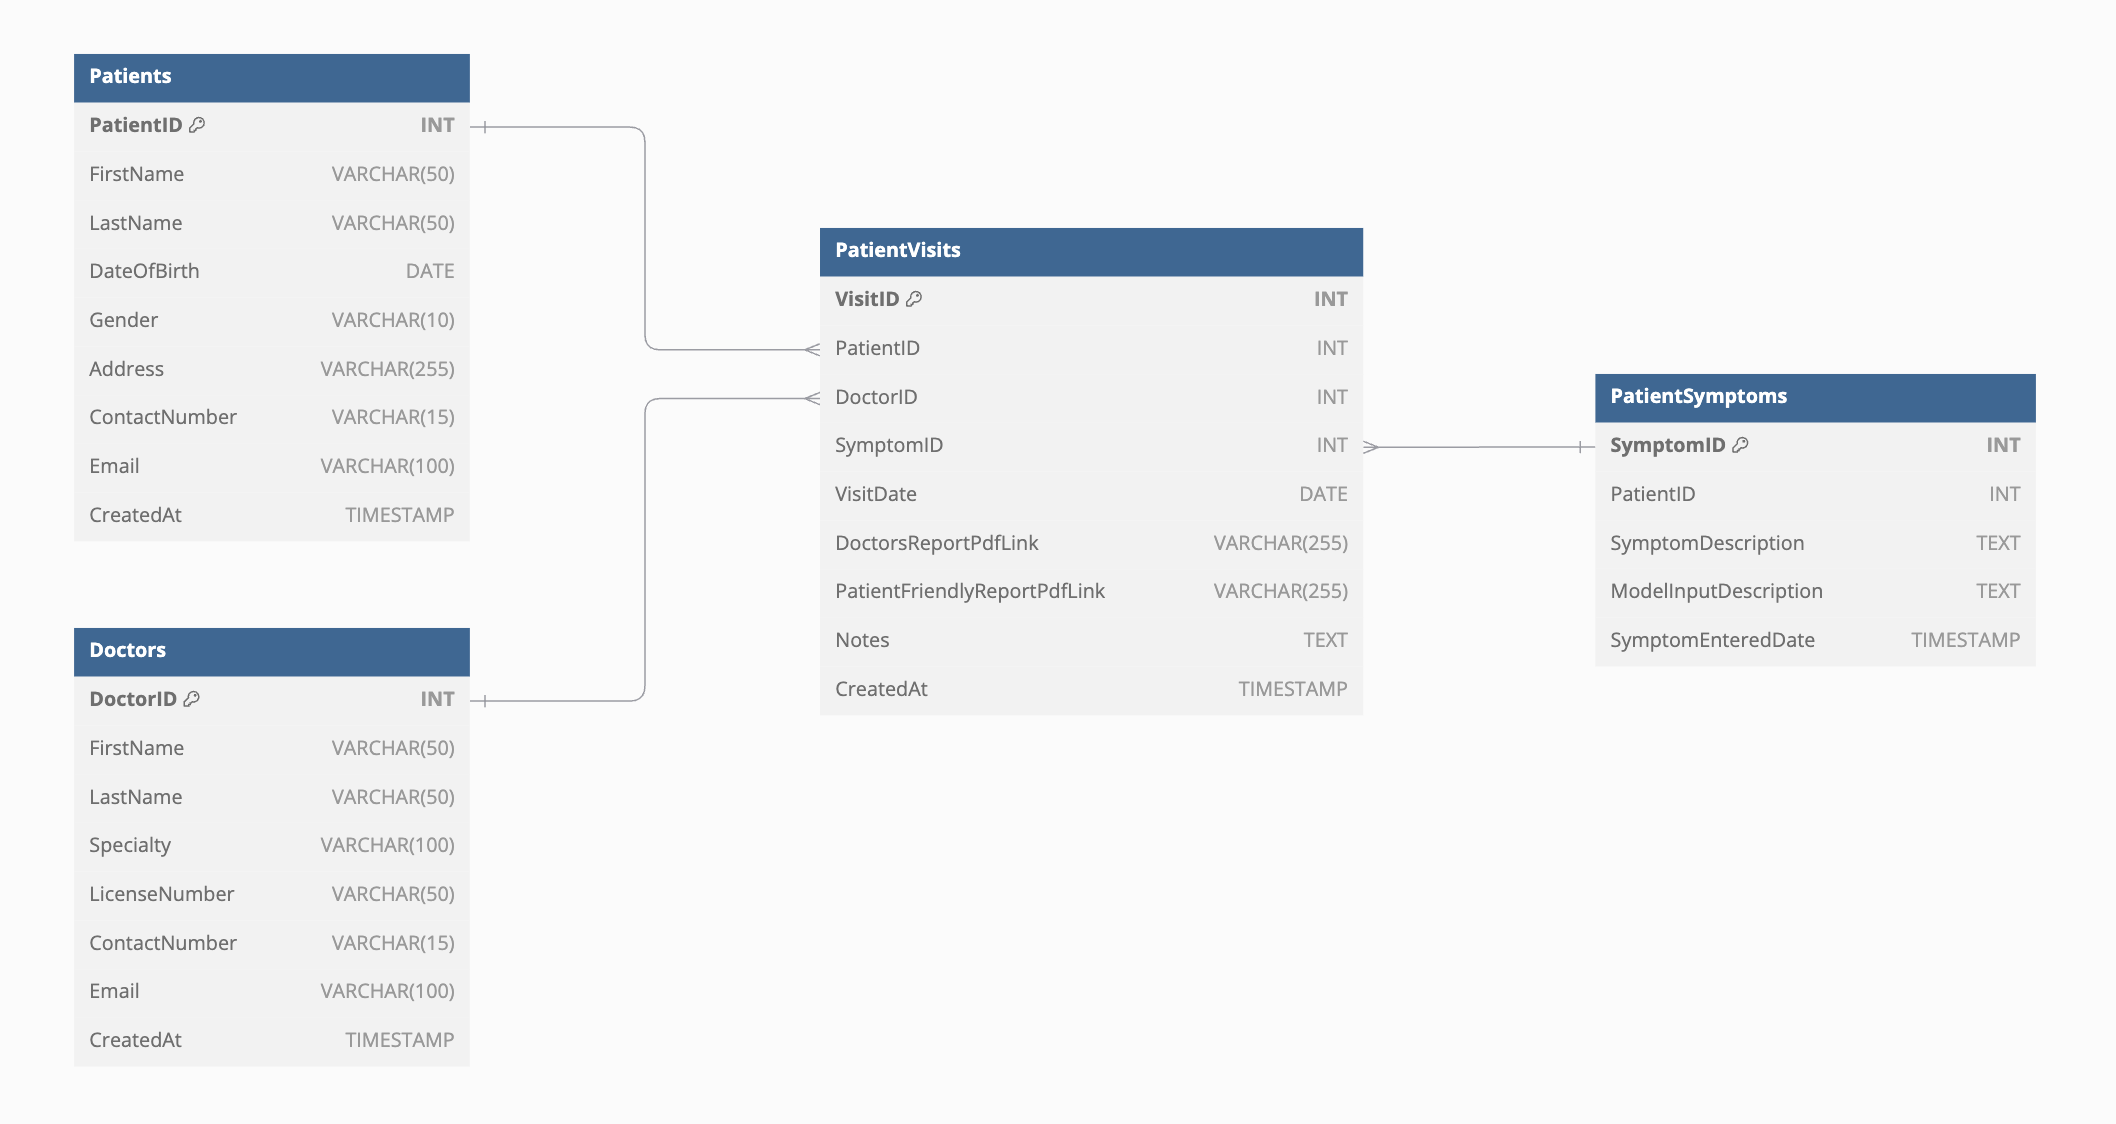 Patients
PatientID INT
FirstName VARCHAR(50)
LastName VARCHAR(50)
DateOfBirth DATE
Gender VARCHAR(10)
Address VARCHAR(255)
ContactNumber VARCHAR(15)
Email VARCHAR(100)
CreatedAt TIMESTAMP
Doctors
DoctorID INT
FirstName VARCHAR(50)
LastName VARCHAR(50)
Specialty VARCHAR(100)
LicenseNumber VARCHAR(50)
ContactNumber VARCHAR(15)
Email VARCHAR(100)
CreatedAt TIMESTAMP
PatientVisits
VisitID INT
PatientID INT
DoctorID INT
SymptomID INT
VisitDate DATE
DoctorsReportPdfLink VARCHAR(255)
PatientFriendlyReportPdfLink VARCHAR(255)
Notes TEXT
CreatedAt TIMESTAMP
PatientSymptoms
SymptomID INT
PatientID INT
SymptomDescription TEXT
ModelInputDescription TEXT
SymptomEnteredDate TIMESTAMP